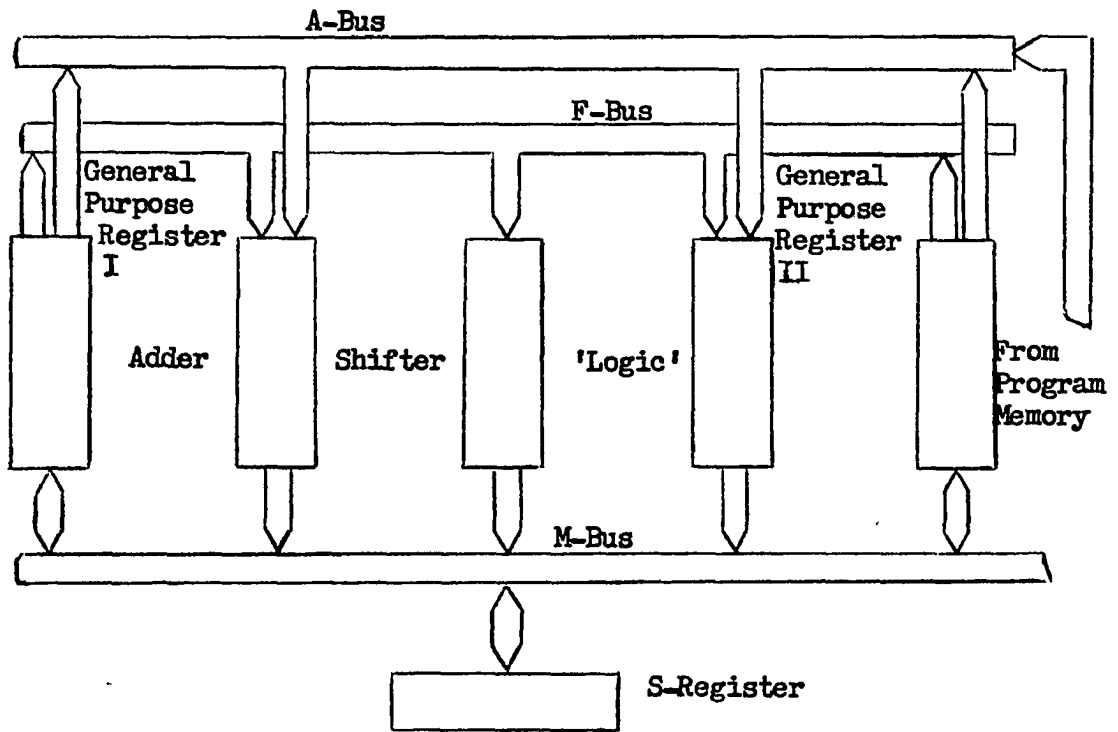 A-Bus
F-Bus
General
Purpose
Register
I
General
Purpose
Register
II
Adder
Shifter
'Logic'
From
Program
Memory
M-Bus
S-Register